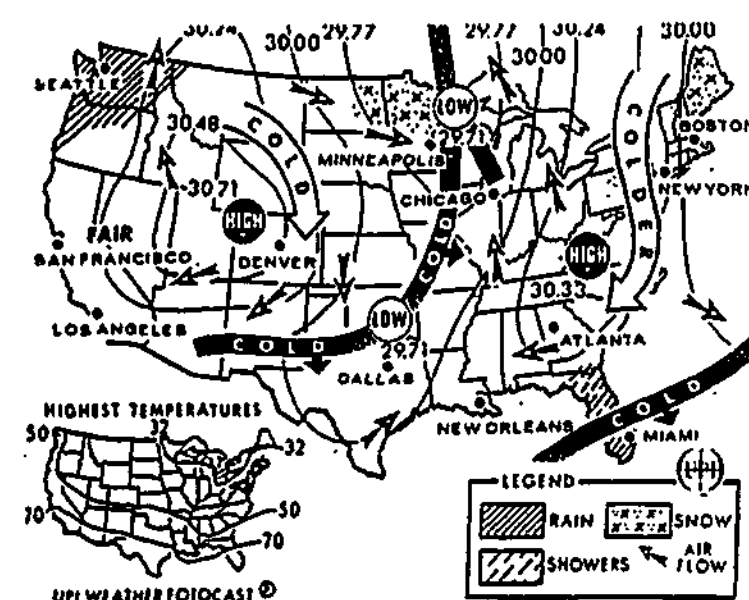 30.24
30.00
29.77
29.77
30.24
30.00
30.00
SEATTLE
LOW
30.48
COLD
29.71
BOSTON
MINNEAPOLIS
COLDER
30.71
CHICAGO
NEW YORK
HIGH
FAIR
COLD
HIGH
SAN FRANCISCO
DENVER
30.33
LOW
LOS ANGELES
COLD
29.71
ATLANTA
DALLAS
COLD
HIGHEST TEMPERATURES
NEW ORLEANS
50
32
32
MIAMI
LEGEND
70
50
RAIN
SNOW
70
SHOWERS
AIR
FLOW
UPI WEATHER FOTOCAST